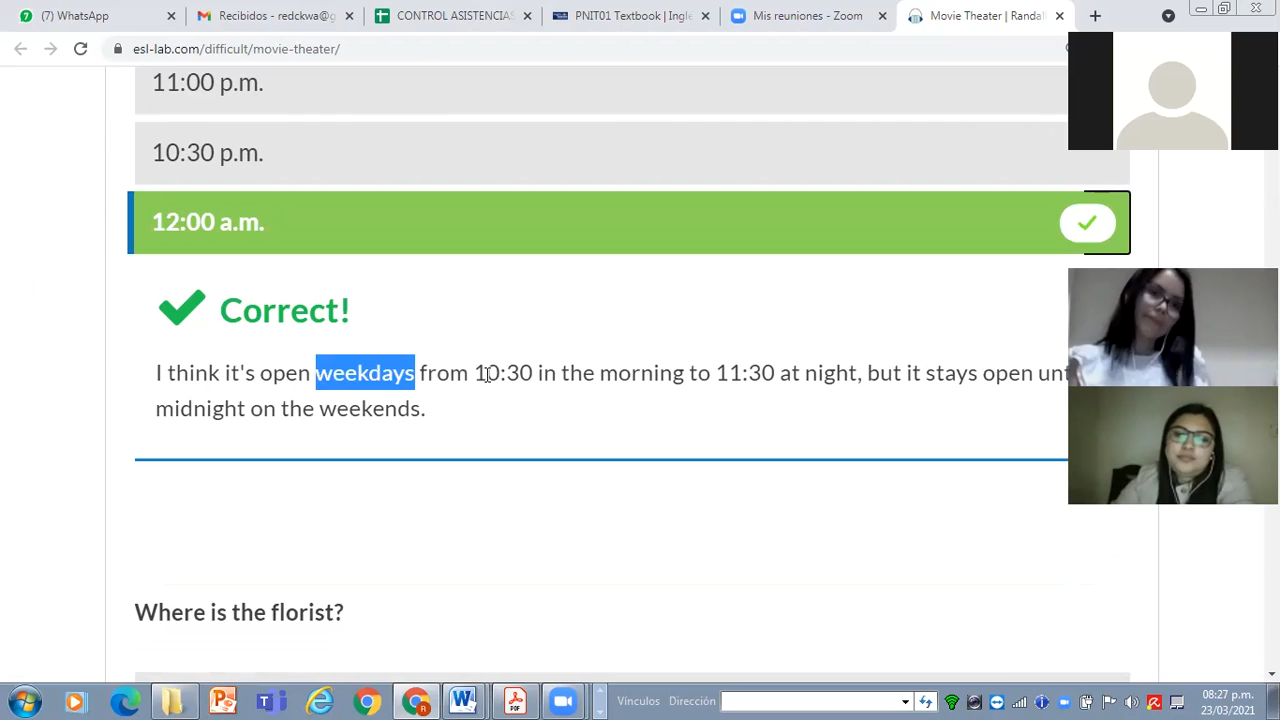 (7) WhatsApp
Recibidos - redckwa@g
CONTROL ASISTENCIAS
PNIT01 Textbook | Ingle
Mis reuniones - Zoom
Movie Theater | Randall
esl-lab.com/difficult/movie-theater/
11:00 p.m.
10:30 p.m.
12:00 a.m.
Correct!
I think it's open weekdays from 10:30 in the morning to 11:30 at night, but it stays open unt
midnight on the weekends.
Where is the florist?
Vínculos Dirección
08:27 p.m.
23/03/2021